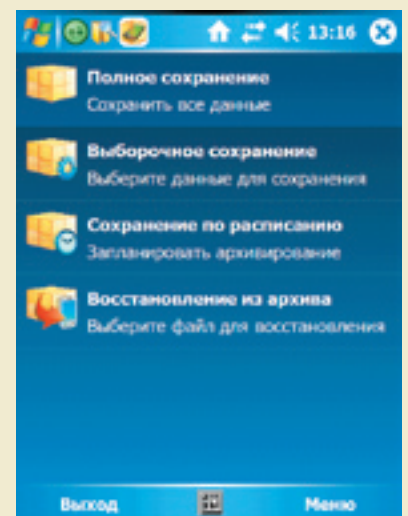 13:16
Полное сохранение
Сохранить все данные
Выборочное сохранение
Выберите данные для сохранения
Сохранение по расписанию
Запланировать архивирование
Восстановление из архива
Выберите файл для восстановления
Выход Меню